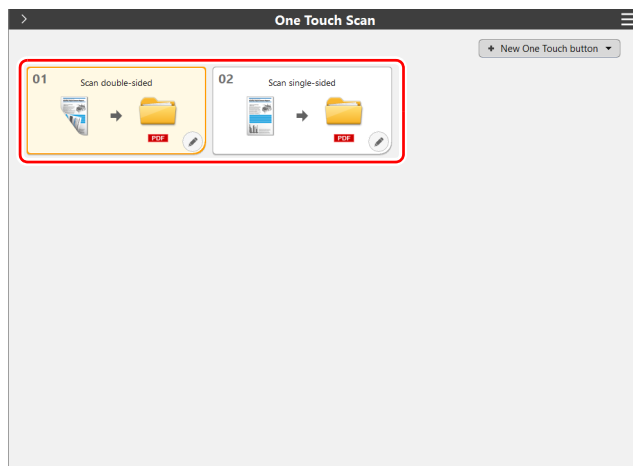 One Touch Scan
New One Touch button
01 Scan double-sided
02 Scan single-sided
PDF
PDF